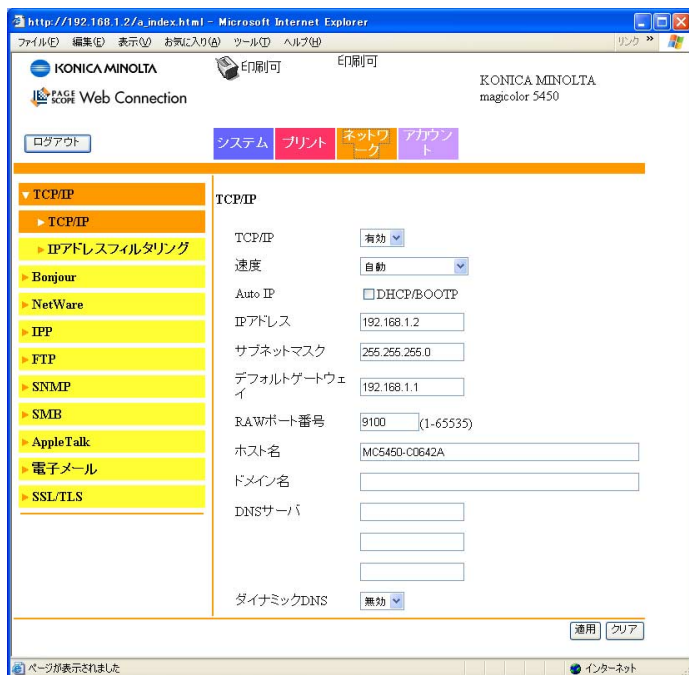 http://192.168.1.2/a_index.html - Microsoft Internet Explorer
ファイル(F) 編集(E) 表示(V) お気に入り(A) ツール(T) ヘルプ(H)
リンク »
KONICA MINOLTA
印刷可
印刷可
KONICA MINOLTA
magicolor 5450
PAGE SCOPE Web Connection
ログアウト
システム
プリント
ネットワーク
アカウント
TCP/IP
TCP/IP
IPアドレスフィルタリング
Bonjour
NetWare
IPP
FTP
SNMP
SMB
AppleTalk
電子メール
SSL/TLS
TCP/IP
TCP/IP 有効
速度 自動
Auto IP DHCP/BOOTP
IPアドレス 192.168.1.2
サブネットマスク 255.255.255.0
デフォルトゲートウェイ 192.168.1.1
RAWポート番号 9100 (1-65535)
ホスト名 MC5450-C0642A
ドメイン名
DNSサーバ
ダイナミックDNS 無効
適用 クリア
ページが表示されました
インターネット